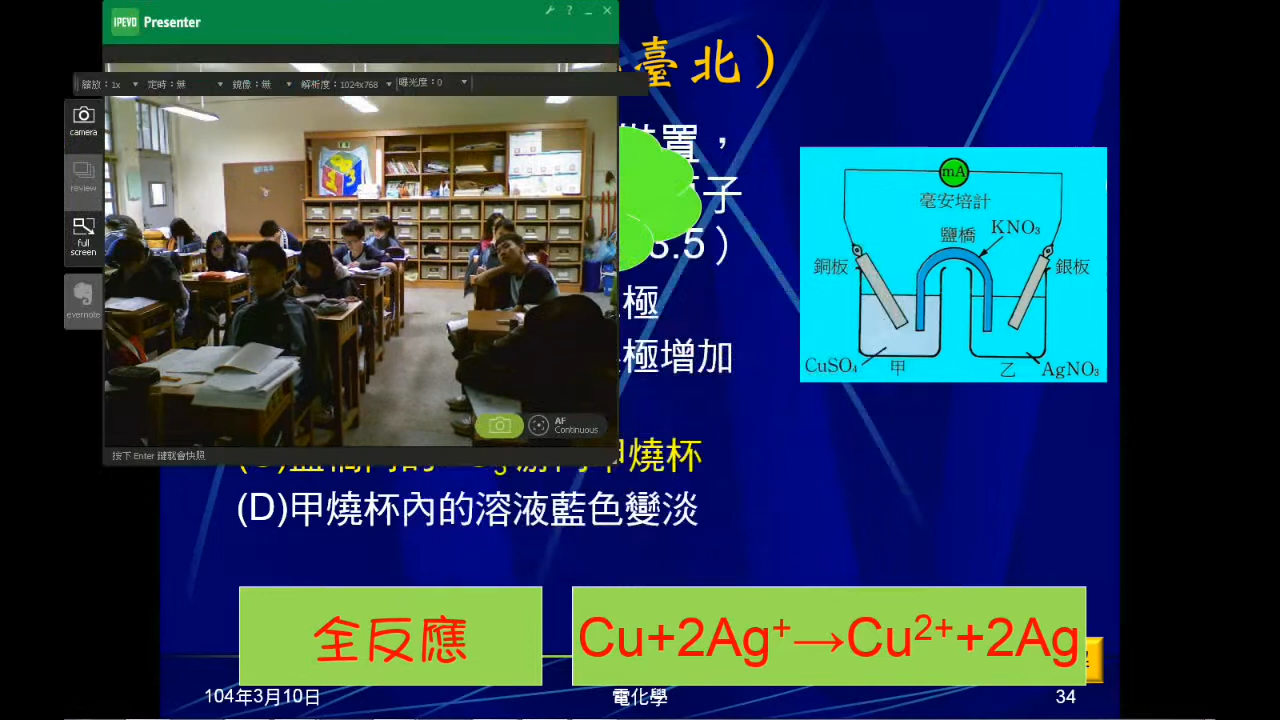 IPEVO Presenter
縮放：1x 定時：無 鏡像：無 解析度：1024x768 曝光度：0
camera
review
full
screen
evernote
AF
Continuous
按下 Enter 鍵就會快照
臺北）
置，
子
3.5）
極
極增加
燒杯
(D)甲燒杯內的溶液藍色變淡
mA
毫安培計
鹽橋
KNO₃
銅板
銀板
CuSO₄
甲
乙
AgNO₃
全反應
Cu+2Ag⁺→Cu²⁺+2Ag
104年3月10日
電化學
34